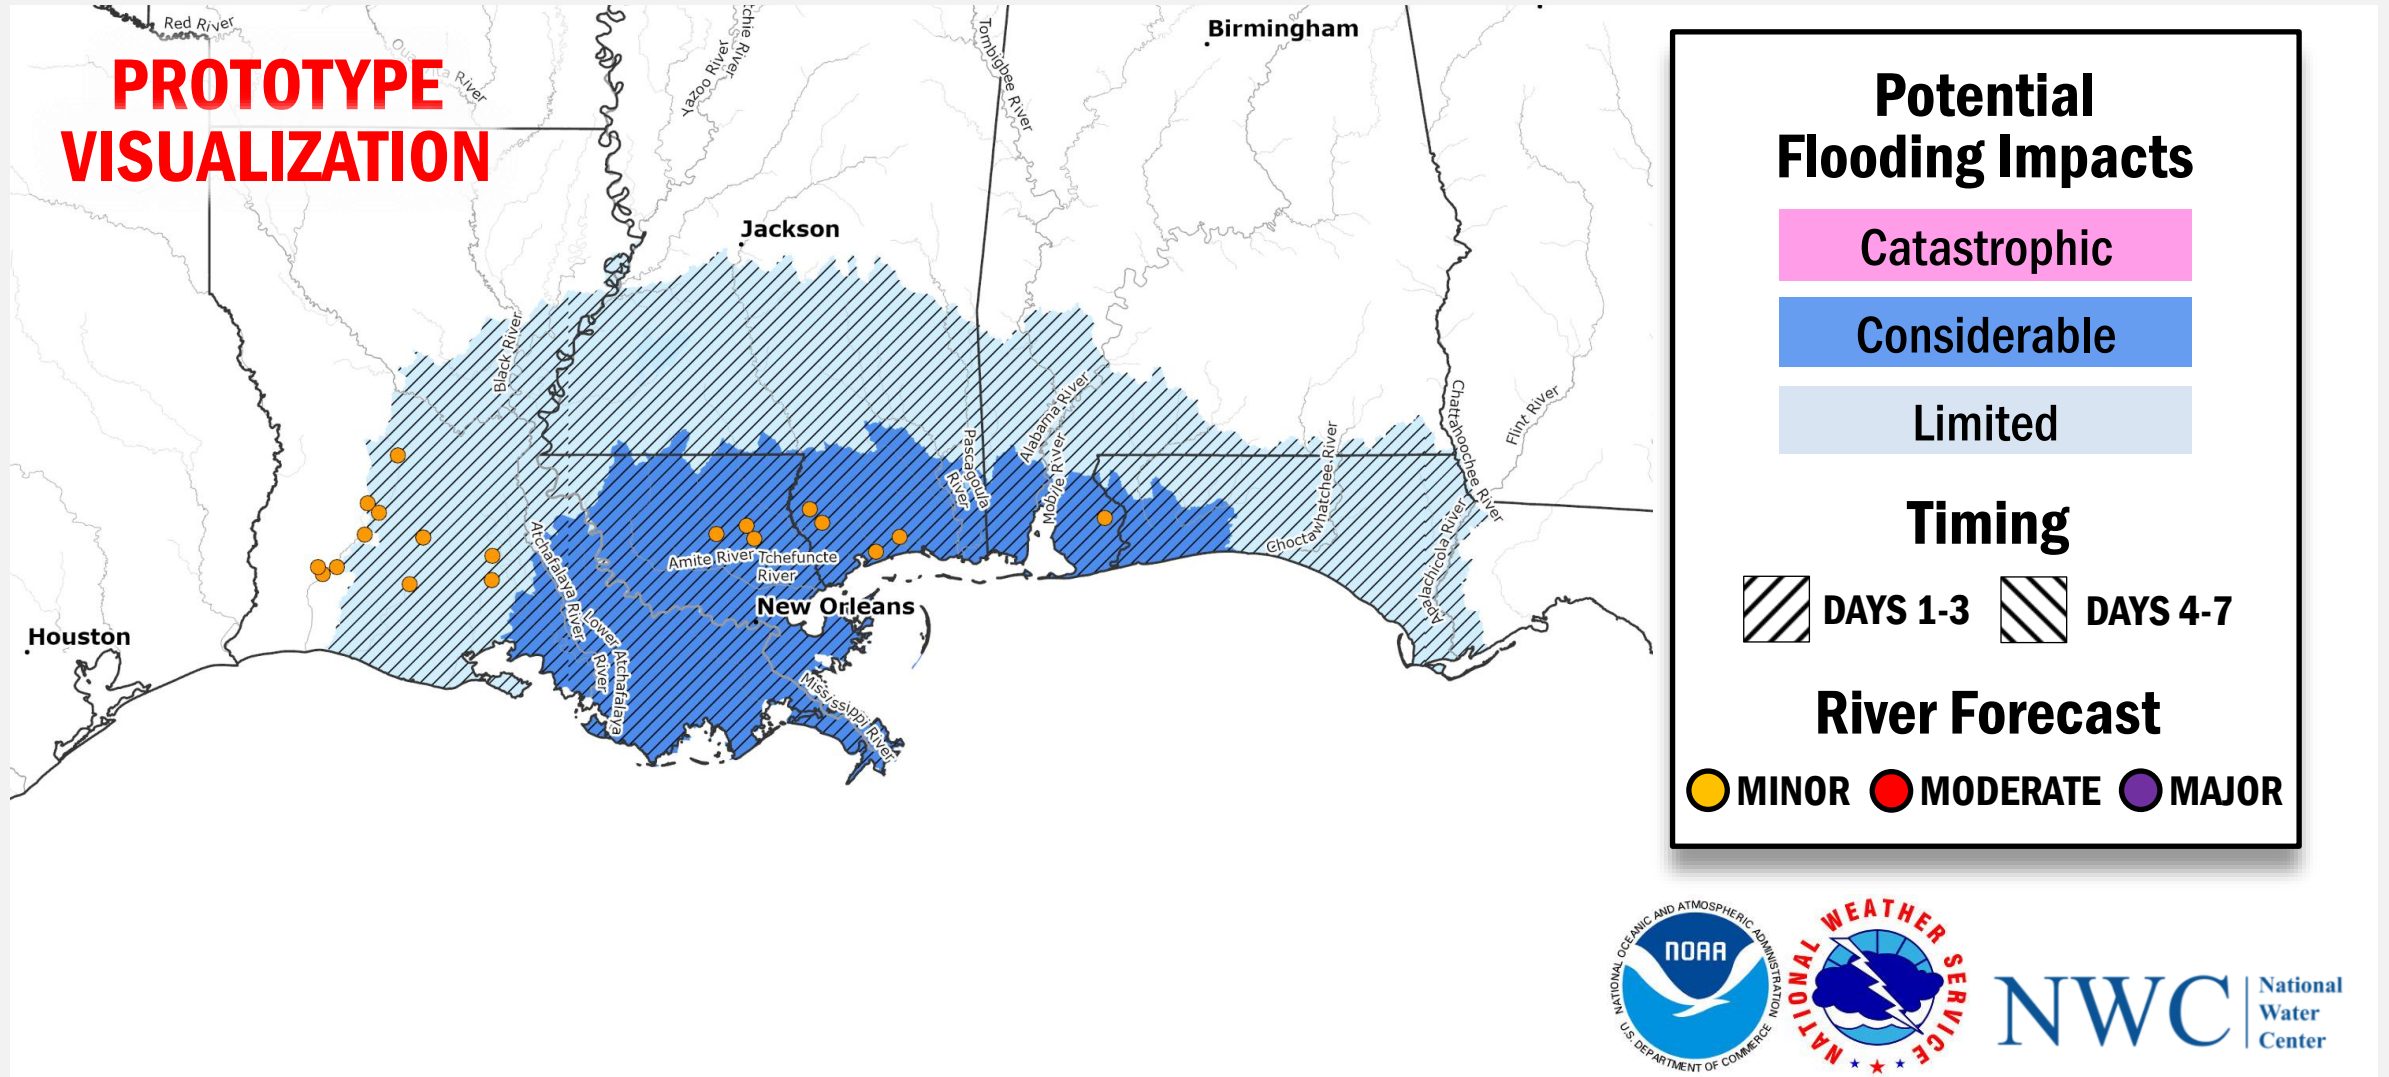 PROTOTYPE
VISUALIZATION
Red River
River
Yazoo River
Tombigbee River
Birmingham
Jackson
Black River
Alabama River
Mobile River
Pascagoula
River
Chattahoochee River
Flint River
Choctawhatchee River
Apalachicola River
Atchafalaya River
Lower Atchafalaya
River
Amite River
Tchefuncte
River
New Orleans
Mississippi River
Houston
Potential
Flooding Impacts
Catastrophic
Considerable
Limited
Timing
DAYS 1-3
DAYS 4-7
River Forecast
MINOR
MODERATE
MAJOR
NATIONAL OCEANIC AND ATMOSPHERIC ADMINISTRATION
NOAA
U.S. DEPARTMENT OF COMMERCE
NATIONAL WEATHER SERVICE
NWC
National
Water
Center